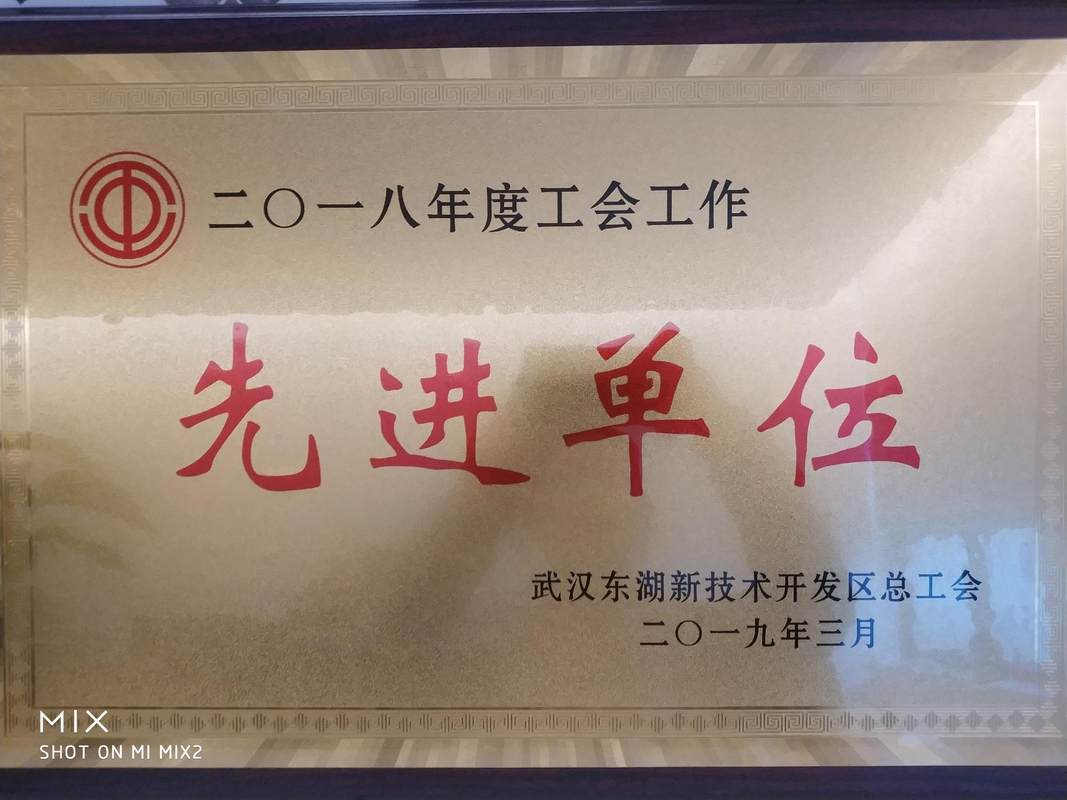 二〇一八年度工会工作
先进单位
武汉东湖新技术开发区总工会
二〇一九年三月
MIX
SHOT ON MI MIX2